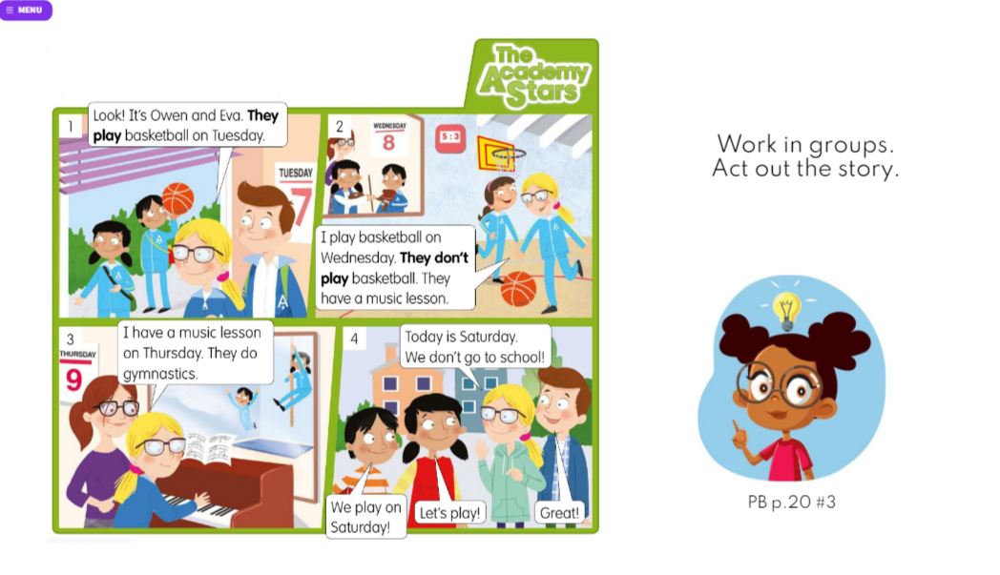 MENU
The
Academy
Stars
1
Look! It's Owen and Eva. They
play basketball on Tuesday.
TUESDAY
7
2
WEDNESDAY
8
5:3
I play basketball on
Wednesday. They don't
play basketball. They
have a music lesson.
3
THURSDAY
9
I have a music lesson
on Thursday. They do
gymnastics.
4
Today is Saturday.
We don't go to school!
We play on
Saturday!
Let's play!
Great!
Work in groups.
Act out the story.
PB p.20 #3